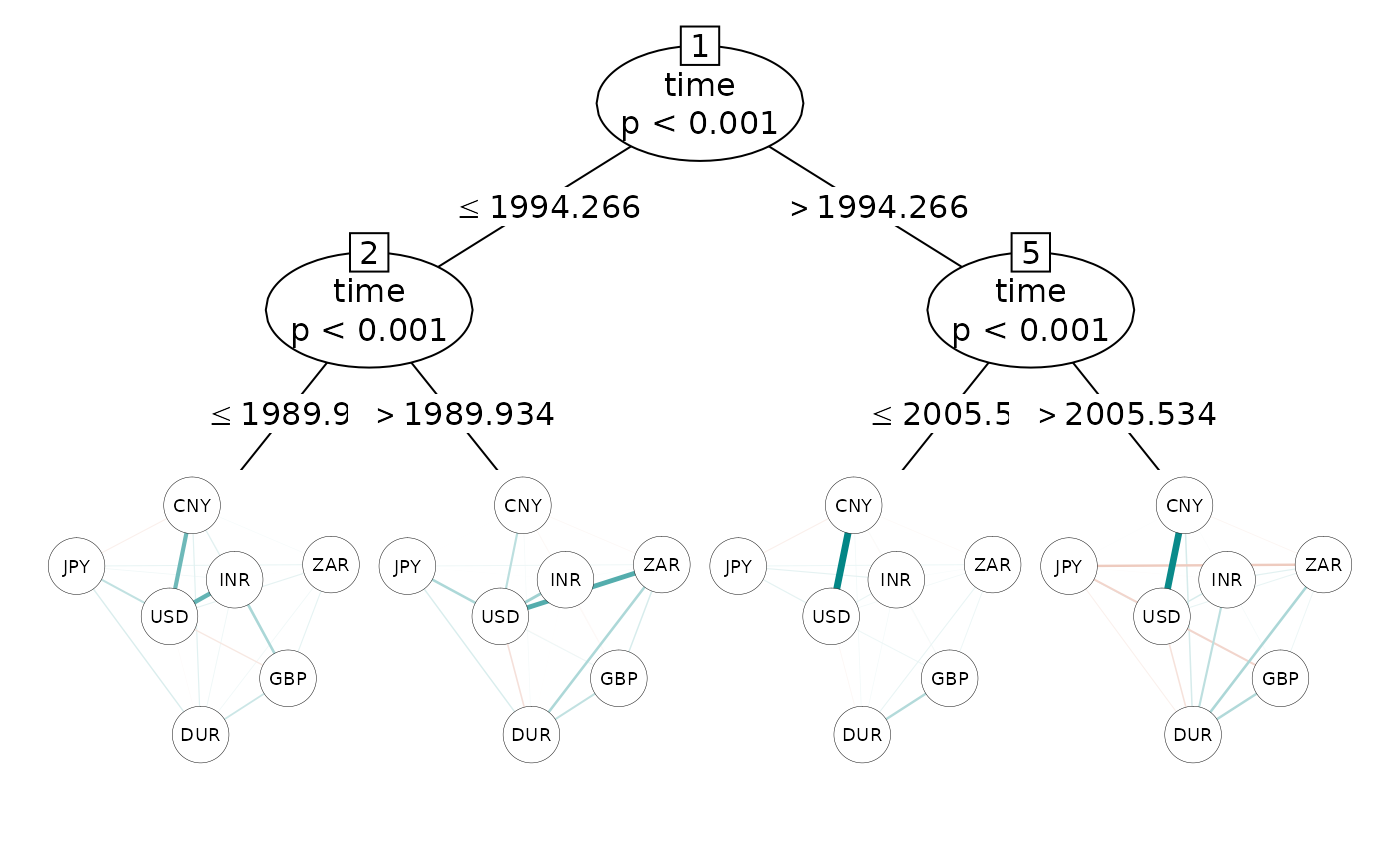 1
time
p < 0.001
≤ 1994.266
> 1994.266
2
time
p < 0.001
5
time
p < 0.001
≤ 1989.9
> 1989.934
≤ 2005.5
> 2005.534
CNY
JPY
INR
ZAR
USD
GBP
DUR
CNY
JPY
INR
ZAR
USD
GBP
DUR
CNY
JPY
INR
ZAR
USD
GBP
DUR
CNY
JPY
INR
ZAR
USD
GBP
DUR